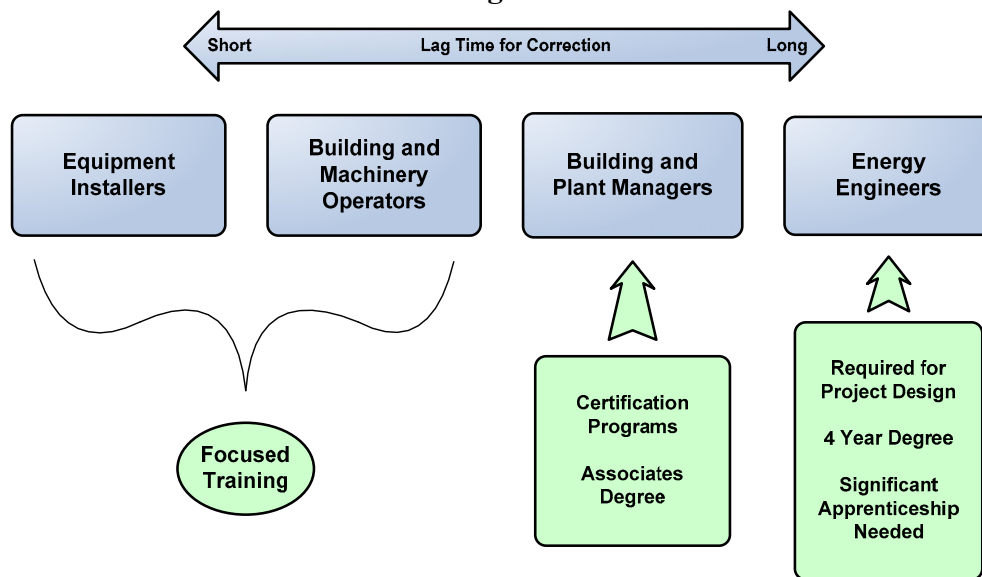 Short
Lag Time for Correction
Long
Equipment
Installers
Building and
Machinery
Operators
Building and
Plant Managers
Energy
Engineers
Focused
Training
Certification
Programs
Associates
Degree
Required for
Project Design
4 Year Degree
Significant
Apprenticeship
Needed